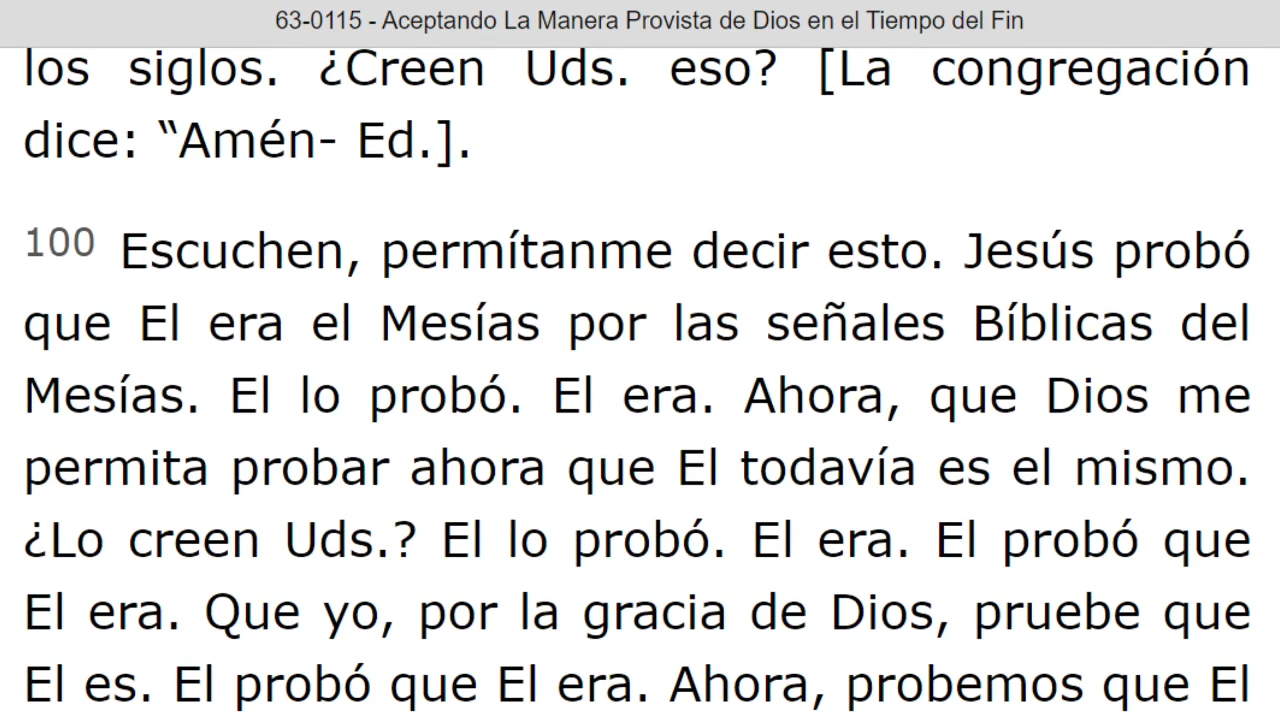 63-0115 - Aceptando La Manera Provista de Dios en el Tiempo del Fin
los siglos. ¿Creen Uds. eso? [La congregación
dice: “Amén- Ed.].
100 Escuchen, permítanme decir esto. Jesús probó
que El era el Mesías por las señales Bíblicas del
Mesías. El lo probó. El era. Ahora, que Dios me
permita probar ahora que El todavía es el mismo.
¿Lo creen Uds.? El lo probó. El era. El probó que
El era. Que yo, por la gracia de Dios, pruebe que
El es. El probó que El era. Ahora, probemos que El